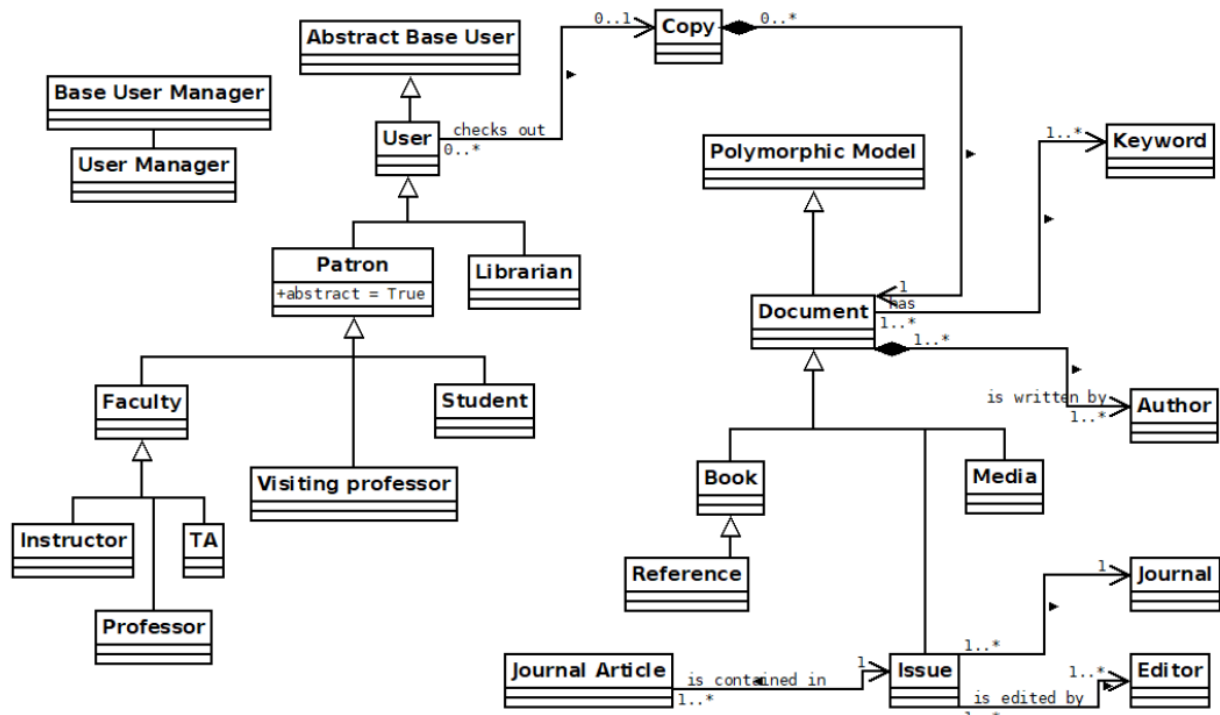 0..1
Copy
0..*
Abstract Base User
Base User Manager
User
checks out
0..*
User Manager
Polymorphic Model
1..*
Keyword
Patron
+abstract = True
Librarian
1
has
Document
1..*
1..*
Faculty
Student
is written by
1..*
Author
Visiting professor
Book
Media
Instructor
TA
Reference
1
Journal
Professor
1..*
Journal Article
is contained in
1..*
1
Issue
1..*
is edited by
1..*
Editor